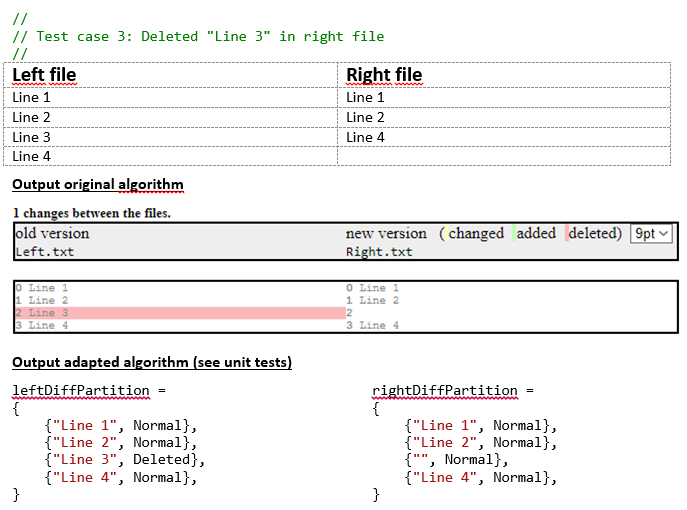 //
// Test case 3: Deleted "Line 3" in right file
//
Left file Right file
Line 1 Line 1
Line 2 Line 2
Line 3 Line 4
Line 4
Output original algorithm
1 changes between the files.
old version new version ( changed added deleted) 9pt
Left.txt Right.txt
0 Line 1 0 Line 1
1 Line 2 1 Line 2
2 Line 3 2
3 Line 4 3 Line 4
Output adapted algorithm (see unit tests)
leftDiffPartition = rightDiffPartition =
{ {
{"Line 1", Normal}, {"Line 1", Normal},
{"Line 2", Normal}, {"Line 2", Normal},
{"Line 3", Deleted}, {"", Normal},
{"Line 4", Normal}, {"Line 4", Normal},
} }